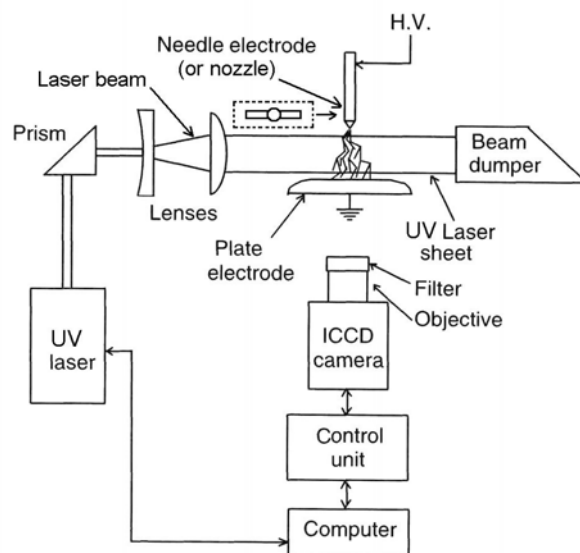 H.V.
Needle electrode
(or nozzle)
Laser beam
Prism
Beam
dumper
Lenses
UV Laser
sheet
Plate
electrode
Filter
Objective
UV
laser
ICCD
camera
Control
unit
Computer